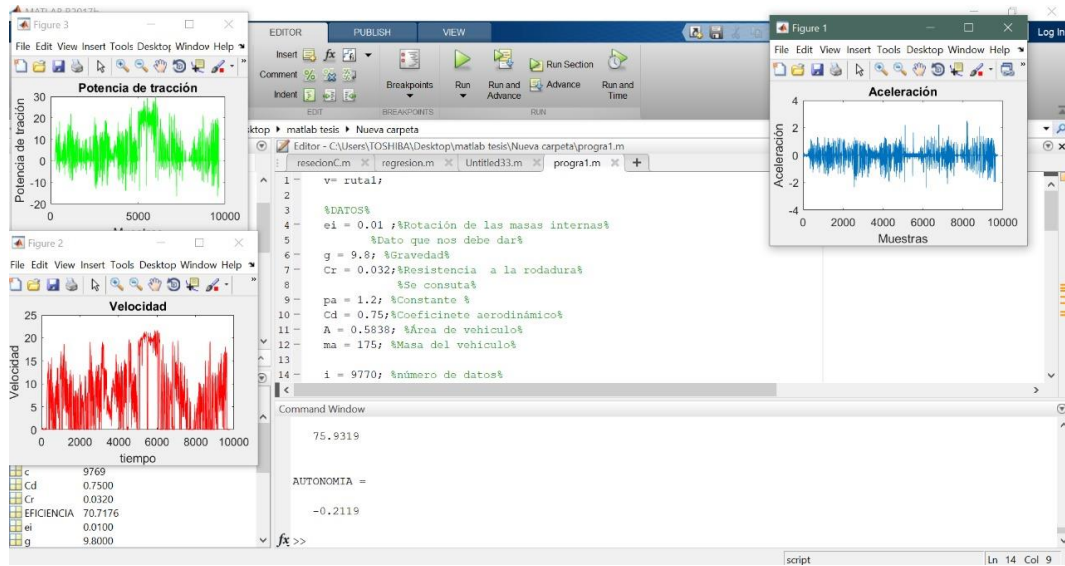 MATLAB R2017b
Figure 3
File Edit View Insert Tools Desktop Window Help
Potencia de tracción
Potencia de tración
30
20
10
0
-10
-20
0 5000 10000
Figure 2
File Edit View Insert Tools Desktop Window Help
Velocidad
Velocidad
25
20
15
10
5
0
0 2000 4000 6000 8000 10000
tiempo
c 9769
Cd 0.7500
Cr 0.0320
EFICIENCIA 70.7176
ei 0.0100
g 9.8000
EDITOR PUBLISH VIEW
Insert fx
Comment
Indent
Breakpoints
Run
Run and Advance
Run Section
Advance
Run and Time
EDIT BREAKPOINTS RUN
ktop ▸ matlab tesis ▸ Nueva carpeta
Editor - C:\Users\TOSHIBA\Desktop\matlab tesis\Nueva carpeta\progra1.m
resecionC.m regresion.m Untitled33.m progra1.m +
1 - v= ruta1;
2
3 %DATOS%
4 - ei = 0.01 ;%Rotación de las masas internas%
5 %Dato que nos debe dar%
6 - g = 9.8; %Gravedad%
7 - Cr = 0.032;%Resistencia a la rodadura%
8 %Se consuta%
9 - pa = 1.2; %Constante %
10 - Cd = 0.75;%Coeficinete aerodinámico%
11 - A = 0.5838; %Área de vehículo%
12 - ma = 175; %Masa del vehículo%
13
14 - i = 9770; %número de datos%
Command Window
75.9319
AUTONOMIA =
-0.2119
fx >>
script Ln 14 Col 9
Figure 1
Log In
File Edit View Insert Tools Desktop Window Help
Aceleración
Aceleración
4
2
0
-2
-4
0 2000 4000 6000 8000 10000
Muestras